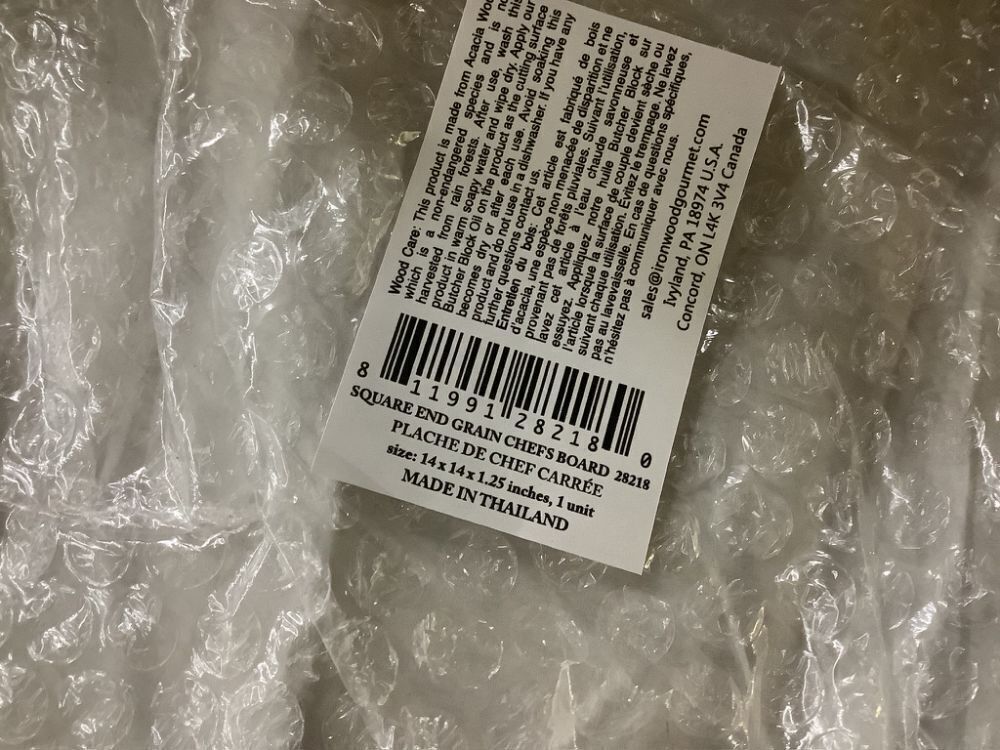 Wood Care: This product is made from Acacia Wood
which is a non-endangered species and is not
harvested from rain forests. After use, wash this
product in warm soapy water and wipe dry. Apply our
Butcher Block Oil on the product as the cutting surface
becomes dry or after each use. Avoid soaking this
product and do not use in a dishwasher. If you have any
further questions contact us.
Entretien du bois: Cet article est fabriqué de bois
d'acacia, une espèce non menacée de disparition et ne
provenant pas de forêts pluviales. Suivant l'utilisation,
lavez cet article à l'eau chaude savonneuse et
essuyez. Appliquez notre huile Butcher Block sur
l'article lorsque la surface de couple devient sèche ou
suivant chaque utilisation. Évitez le trempage. Ne lavez
pas au lavevaisselle. En cas de questions spécifiques,
n'hésitez pas à communiquer avec nous.
sales@ironwoodgourmet.com
Ivyland, PA 18974 U.S.A.
Concord, ON L4K 3V4 Canada
8 11991 28218 0
SQUARE END GRAIN CHEFS BOARD 28218
PLACHE DE CHEF CARRÉE
size: 14 x 14 x 1.25 inches, 1 unit
MADE IN THAILAND